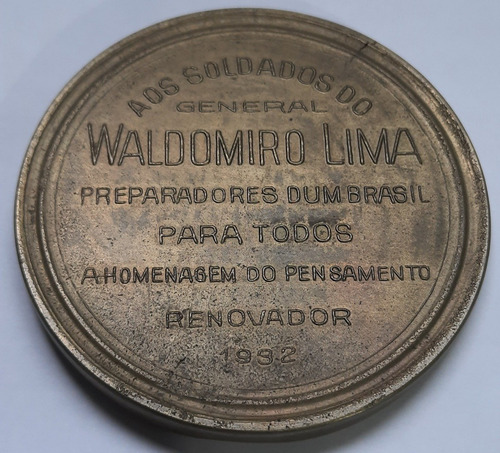 AOS SOLDADOS DO
GENERAL
WALDOMIRO LIMA
PREPARADORES DUM BRASIL
PARA TODOS
A HOMENAGEM DO PENSAMENTO
RENOVADOR
1932